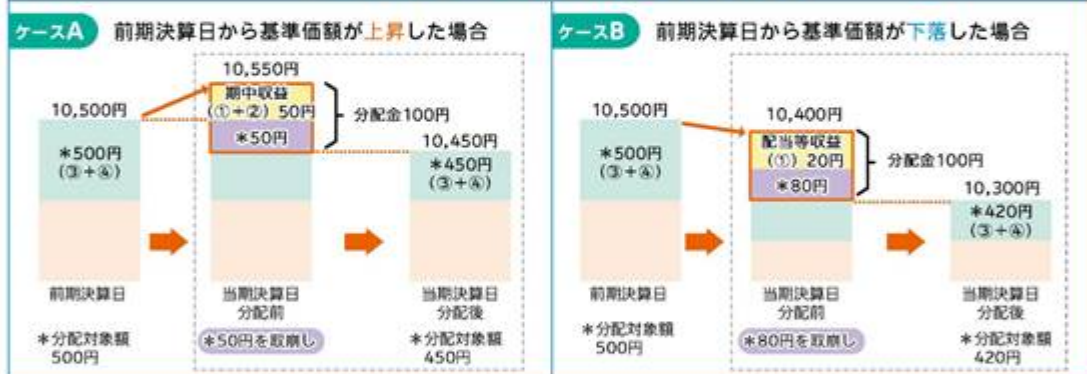 ケースA 前期決算日から基準価額が上昇した場合
10,550円
期中収益
(①+②) 50円
*50円
分配金100円
10,500円
*500円
(③+④)
10,450円
*450円
(③+④)
前期決算日
当期決算日
分配前
当期決算日
分配後
*分配対象額
500円
*50円を取崩し
*分配対象額
450円
ケースB 前期決算日から基準価額が下落した場合
10,500円
*500円
(③+④)
10,400円
配当等収益
(①) 20円
*80円
分配金100円
10,300円
*420円
(③+④)
前期決算日
当期決算日
分配前
当期決算日
分配後
*分配対象額
500円
*80円を取崩し
*分配対象額
420円